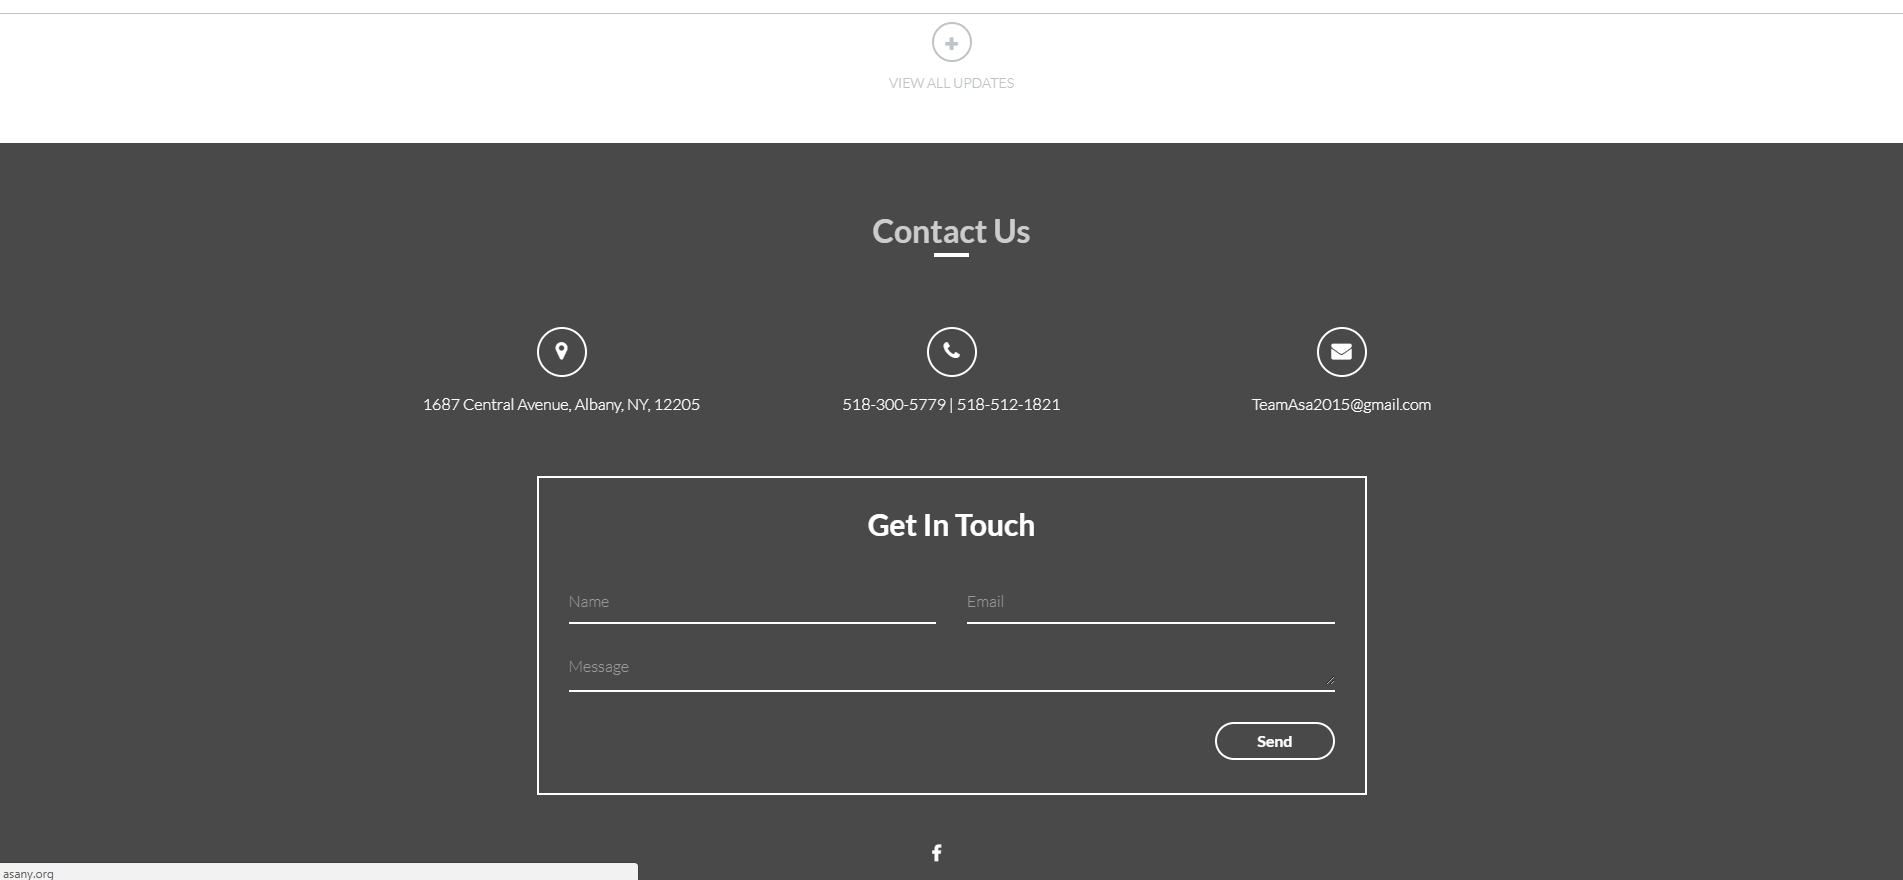 VIEW ALL UPDATES
Contact Us
1687 Central Avenue, Albany, NY, 12205
518-300-5779 | 518-512-1821
TeamAsa2015@gmail.com
Get In Touch
Name
Email
Message
Send
asany.org